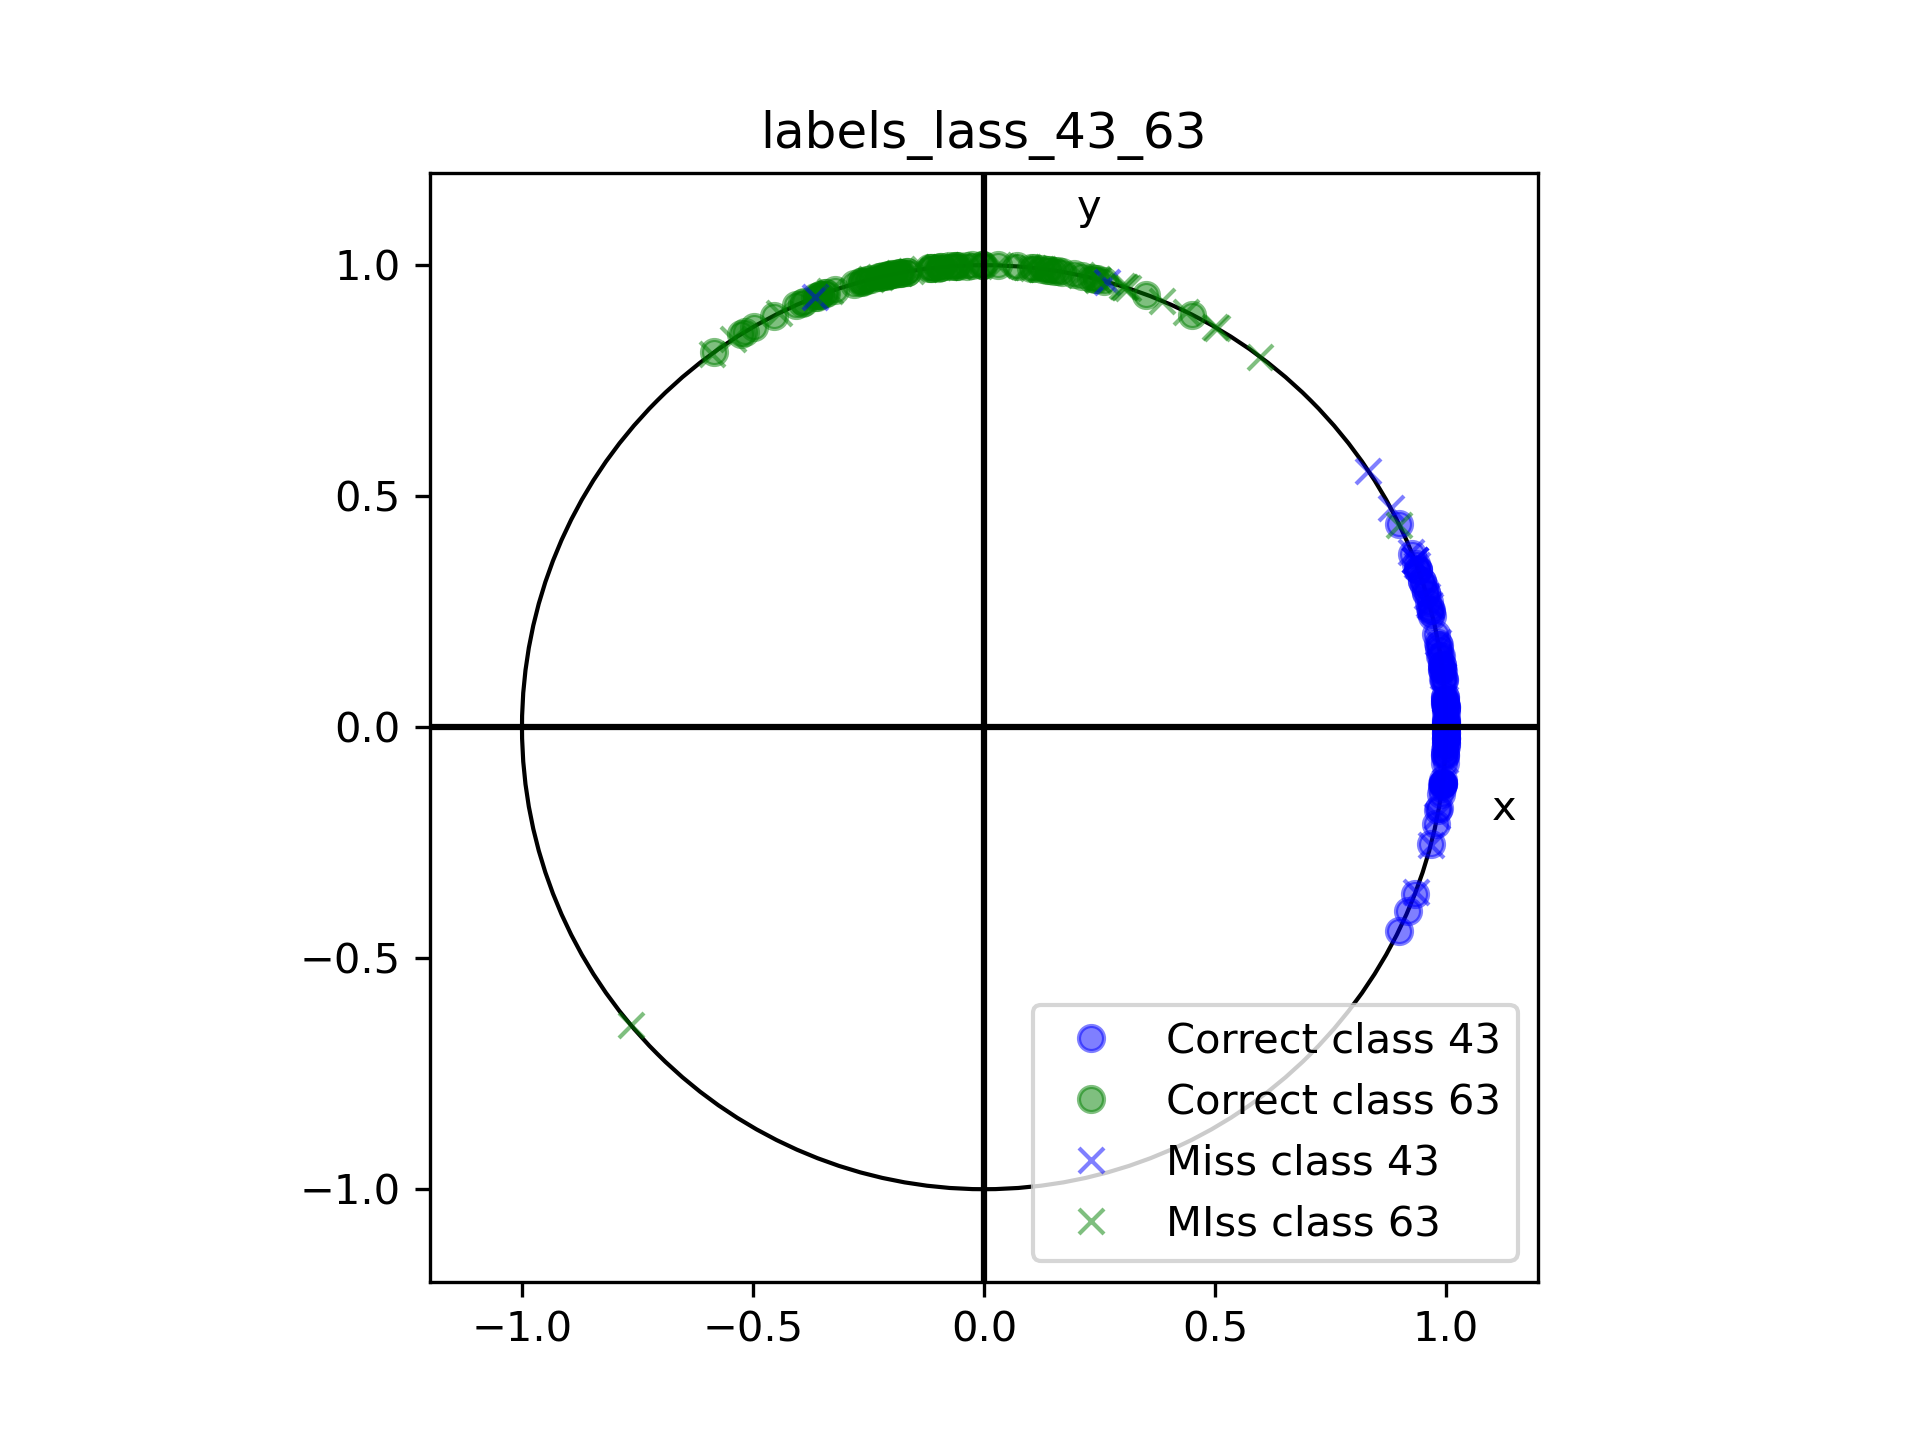 labels_lass_43_63
y
1.0
0.5
0.0
−0.5
−1.0
x
Correct class 43
Correct class 63
Miss class 43
MIss class 63
−1.0 −0.5 0.0 0.5 1.0